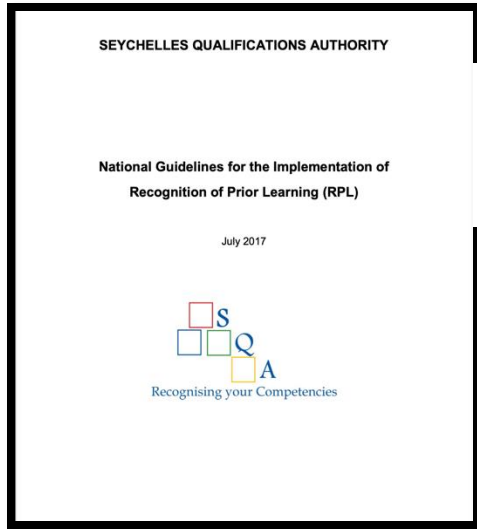 SEYCHELLES QUALIFICATIONS AUTHORITY
National Guidelines for the Implementation of
Recognition of Prior Learning (RPL)
July 2017
S
Q
A
Recognising your Competencies